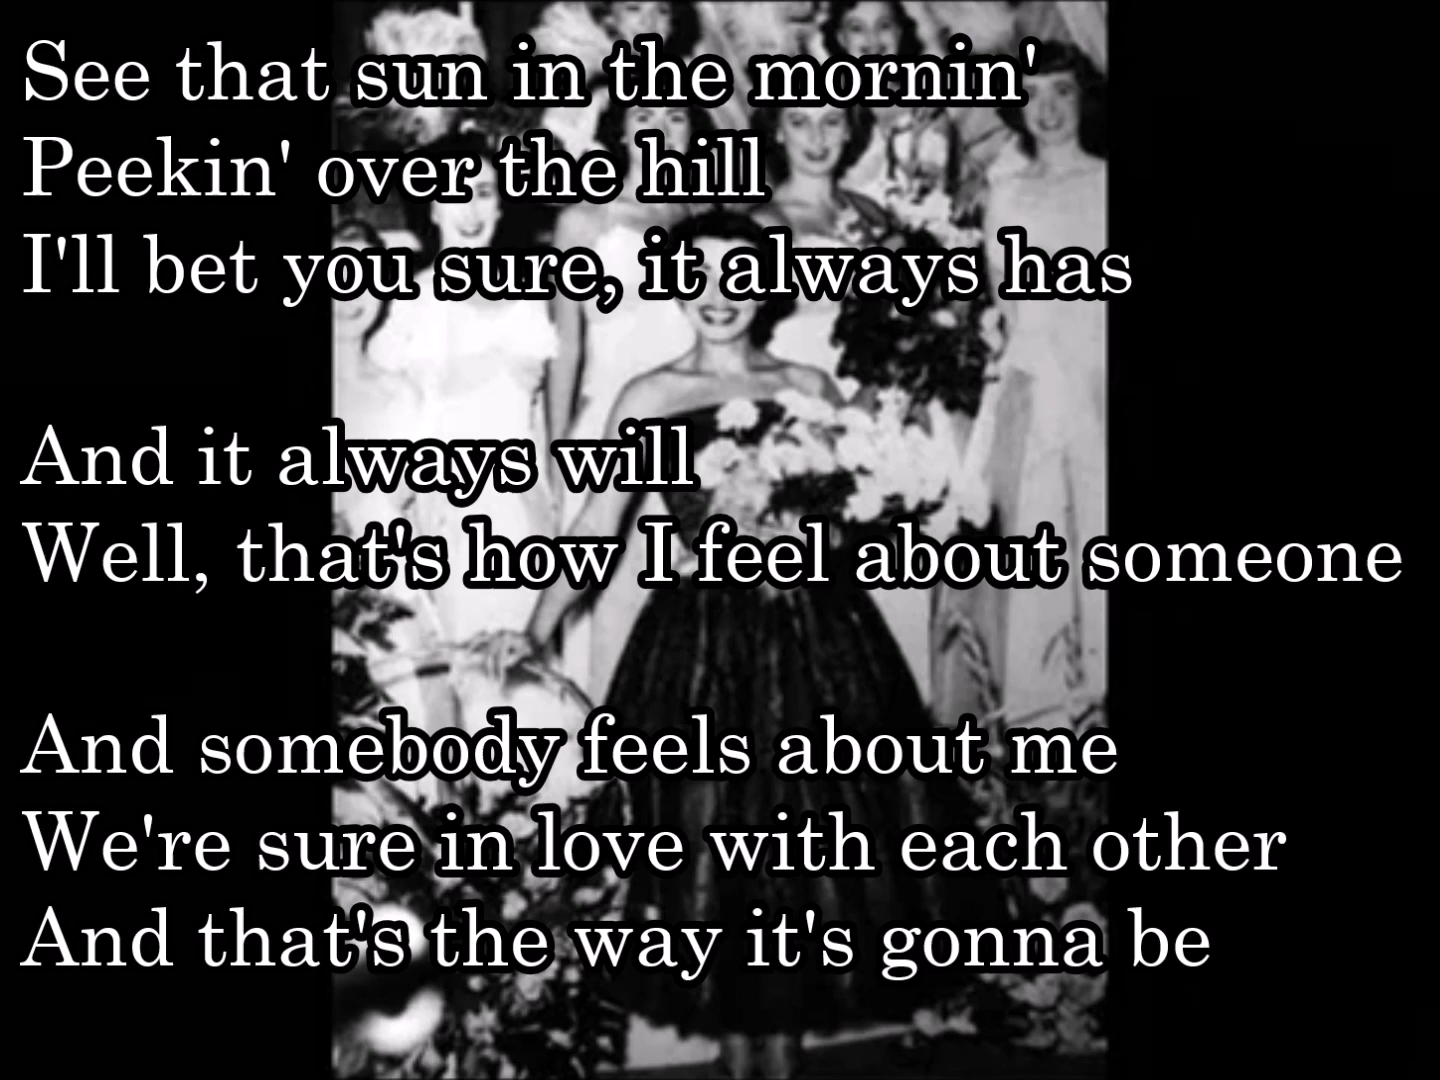 See that sun in the mornin'
Peekin' over the hill
I'll bet you sure, it always has
And it always will
Well, that's how I feel about someone
And somebody feels about me
We're sure in love with each other
And that's the way it's gonna be